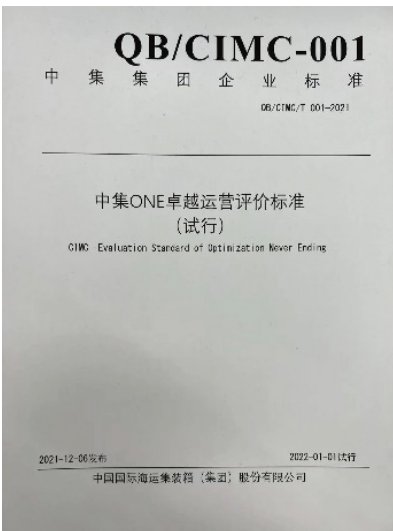 QB/CIMC-001
中集集团企业标准
QB/CIMC/T 001-2021
中集ONE卓越运营评价标准
(试行)
CIMC Evaluation Standard of Optimization Never Ending
2021-12-06发布
2022-01-01试行
中国国际海运集装箱（集团）股份有限公司